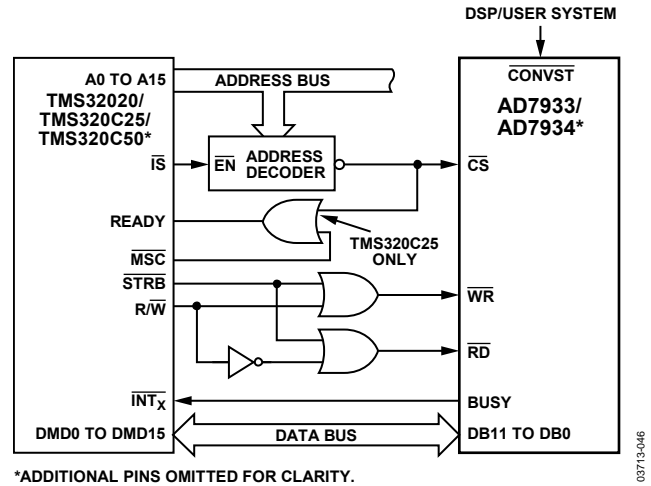 DSP/USER SYSTEM
A0 TO A15
ADDRESS BUS
CONVST
TMS32020/
TMS320C25/
TMS320C50*
AD7933/
AD7934*
IS
EN
ADDRESS
DECODER
CS
READY
TMS320C25
ONLY
MSC
STRB
R/W
WR
RD
INTX
BUSY
DMD0 TO DMD15
DATA BUS
DB11 TO DB0
*ADDITIONAL PINS OMITTED FOR CLARITY.
03713-046